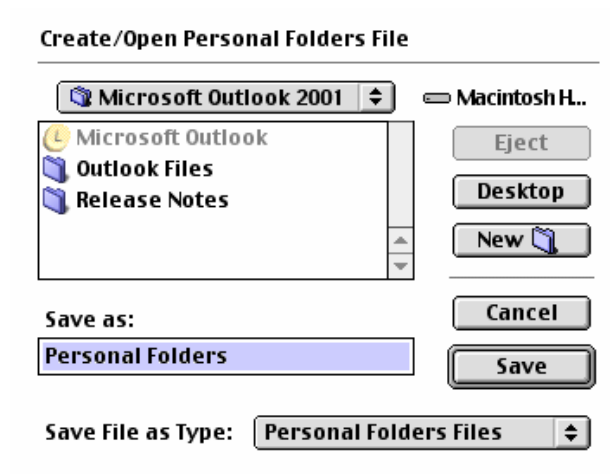 Create/Open Personal Folders File
Microsoft Outlook 2001
Macintosh H...
Microsoft Outlook
Outlook Files
Release Notes
Eject
Desktop
New
Save as:
Personal Folders
Cancel
Save
Save File as Type: Personal Folders Files